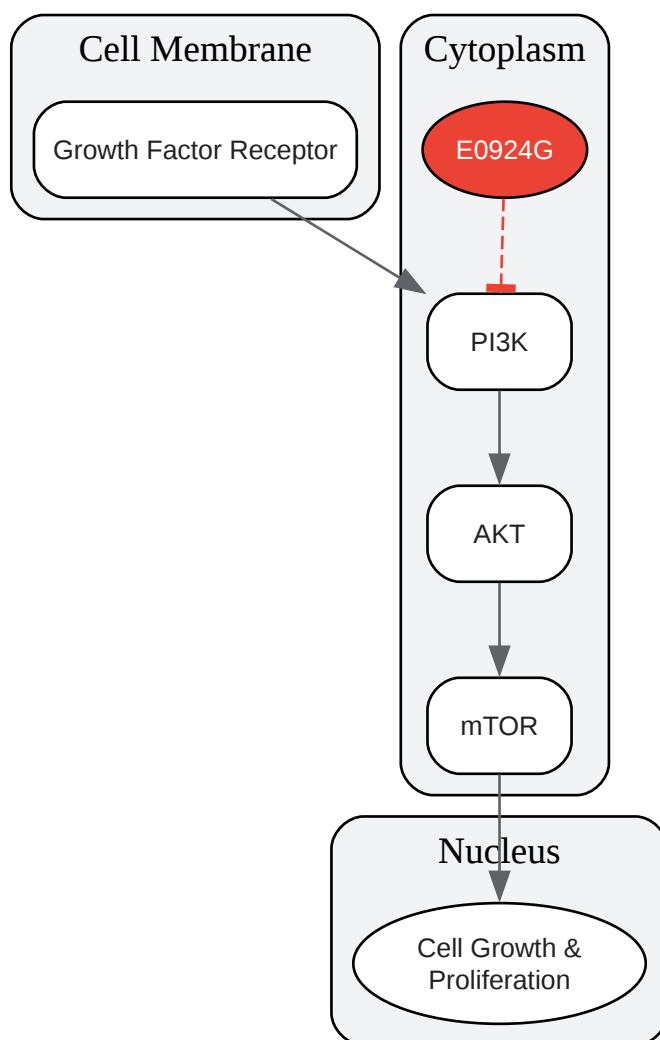 Cell Membrane
Growth Factor Receptor
Cytoplasm
E0924G
PI3K
AKT
mTOR
Nucleus
Cell Growth &
Proliferation